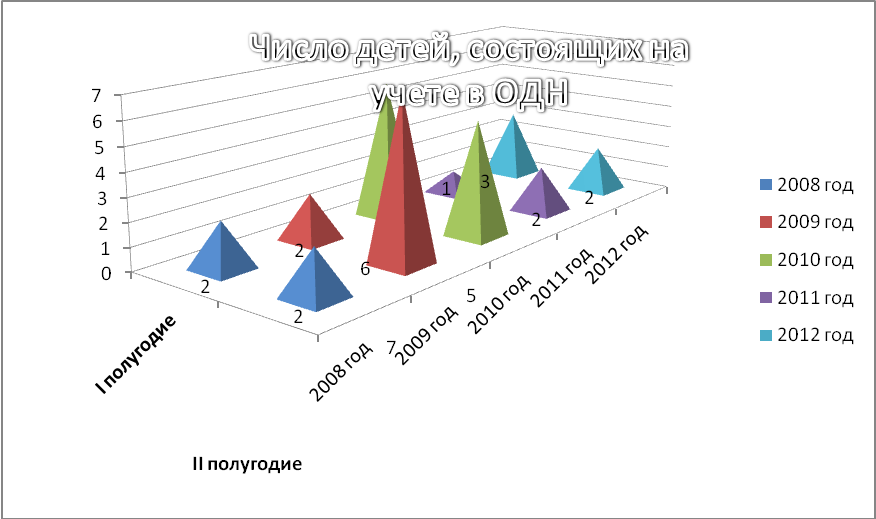 Число детей, состоящих на
учете в ОДН
7
6
5
4
3
2
1
0
2
2
6
1
3
2
7
5
2
2
I полугодие
II полугодие
2008 год
2009 год
2010 год
2011 год
2012 год
2008 год
2009 год
2010 год
2011 год
2012 год